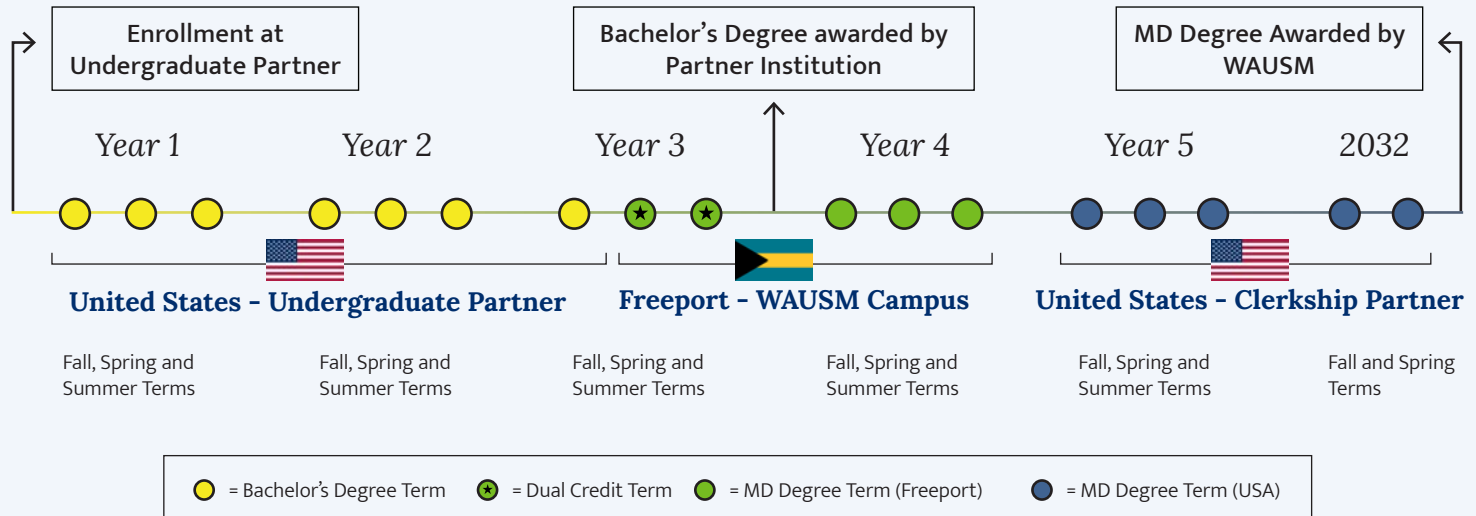 Enrollment at
Undergraduate Partner
Bachelor's Degree awarded by
Partner Institution
MD Degree Awarded by
WAUSM
Year 1
Year 2
Year 3
Year 4
Year 5
2032
United States - Undergraduate Partner
Freeport - WAUSM Campus
United States - Clerkship Partner
Fall, Spring and
Summer Terms
Fall, Spring and
Summer Terms
Fall, Spring and
Summer Terms
Fall, Spring and
Summer Terms
Fall, Spring and
Summer Terms
Fall and Spring
Terms
= Bachelor's Degree Term
= Dual Credit Term
= MD Degree Term (Freeport)
= MD Degree Term (USA)